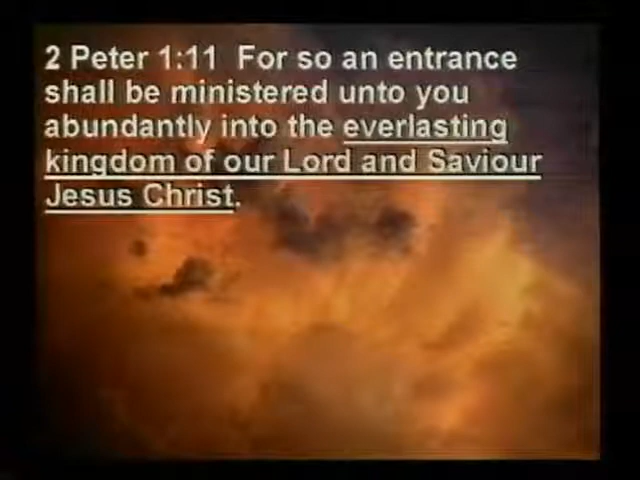 2 Peter 1:11 For so an entrance
shall be ministered unto you
abundantly into the everlasting
kingdom of our Lord and Saviour
Jesus Christ.